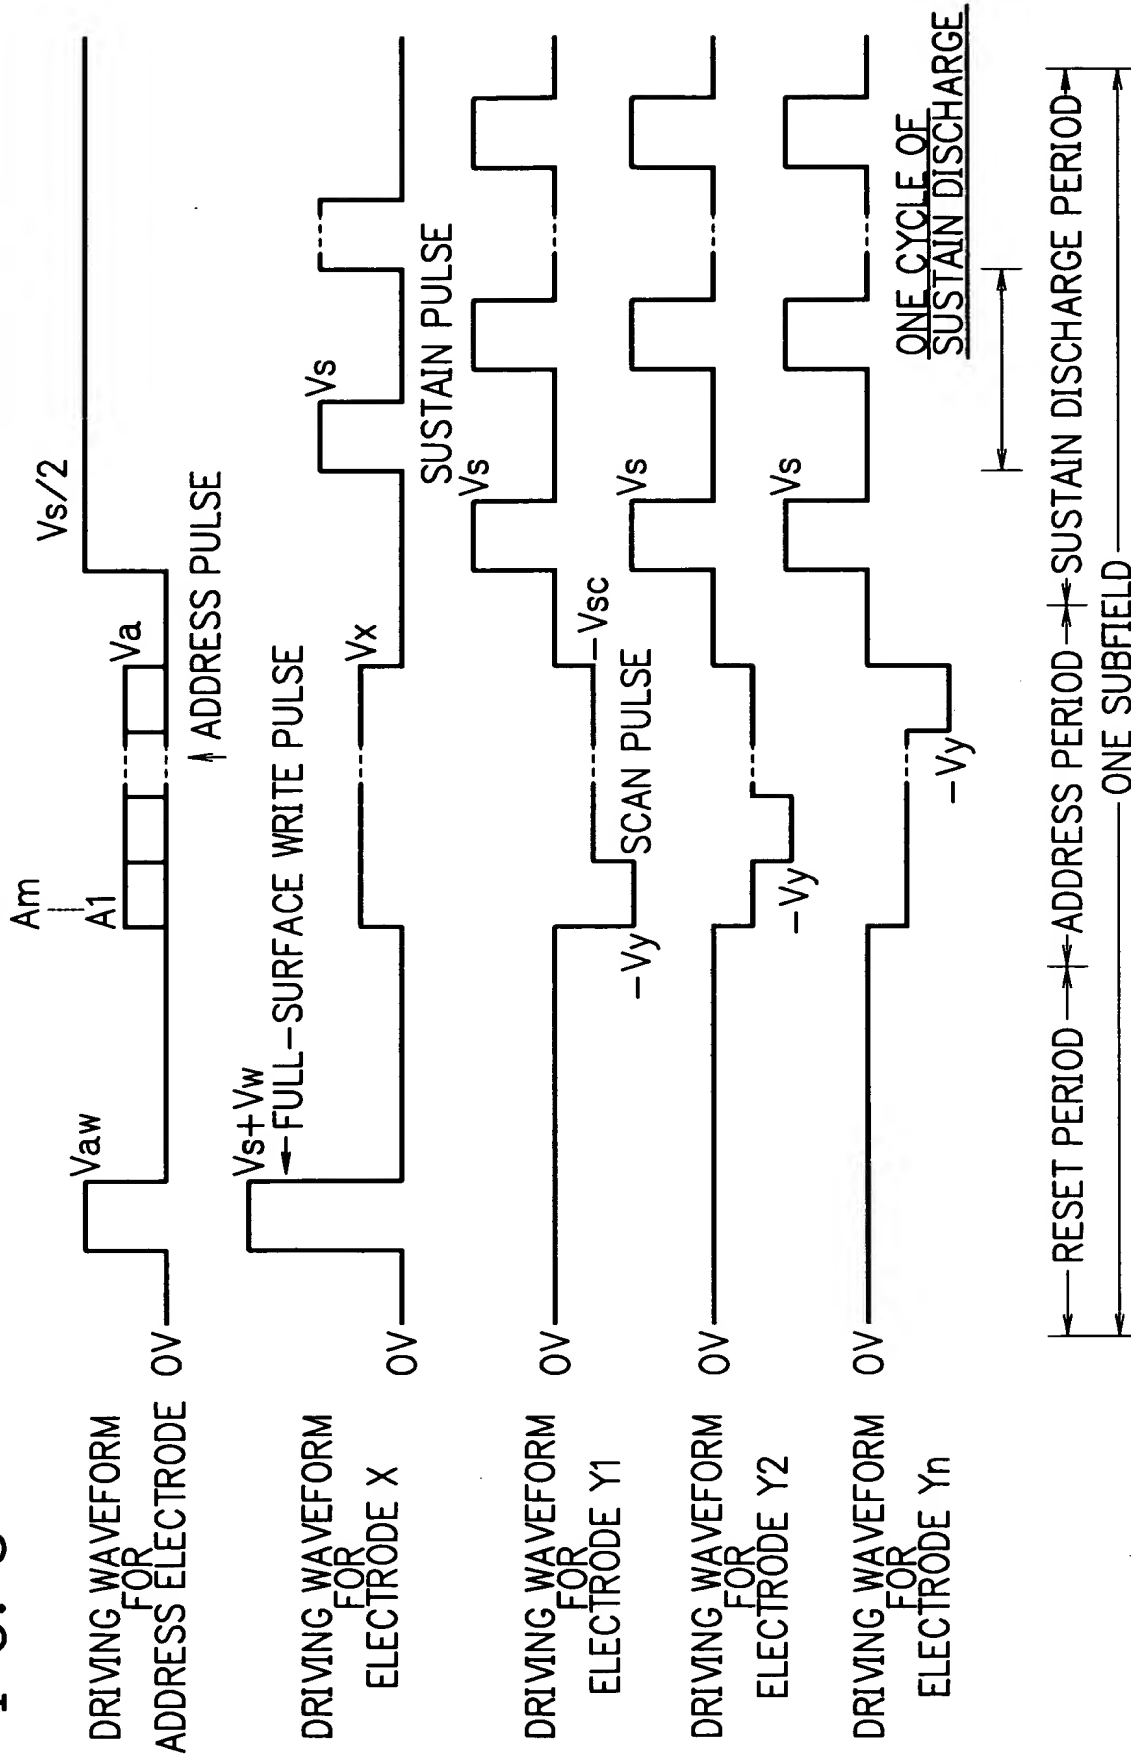 Vaw
Am
A1
Va
Vs/2
DRIVING WAVEFORM
FOR
ADDRESS ELECTRODE
0V
ADDRESS PULSE
Vs+Vw
FULL-SURFACE WRITE PULSE
Vx
Vs
DRIVING WAVEFORM
FOR
ELECTRODE X
0V
SUSTAIN PULSE
Vs
DRIVING WAVEFORM
FOR
ELECTRODE Y1
0V
-Vy
SCAN PULSE
-Vsc
Vs
DRIVING WAVEFORM
FOR
ELECTRODE Y2
0V
-Vy
Vs
DRIVING WAVEFORM
FOR
ELECTRODE Yn
0V
-Vy
ONE CYCLE OF
SUSTAIN DISCHARGE
RESET PERIOD
ADDRESS PERIOD
SUSTAIN DISCHARGE PERIOD
ONE SUBFIELD